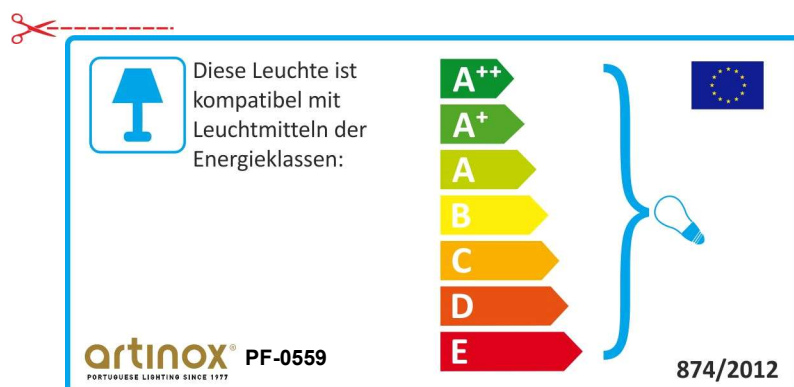 Diese Leuchte ist
kompatibel mit
Leuchtmitteln der
Energieklassen:
A++
A+
A
B
C
D
E
artinox® PF-0559
PORTUGUESE LIGHTING SINCE 1977
874/2012